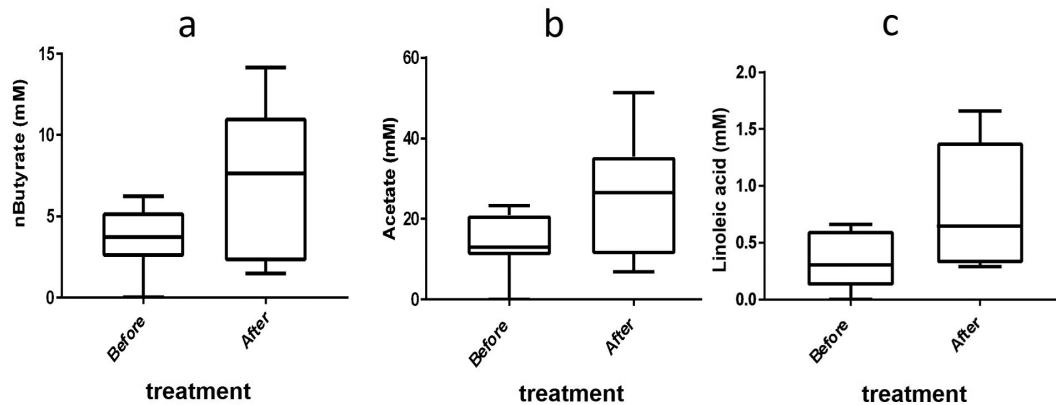 a
nButyrate (mM)
15
10
5
0
Before
After
treatment
b
Acetate (mM)
60
40
20
0
Before
After
treatment
c
Linoleic acid (mM)
2.0
1.5
1.0
0.5
0.0
Before
After
treatment